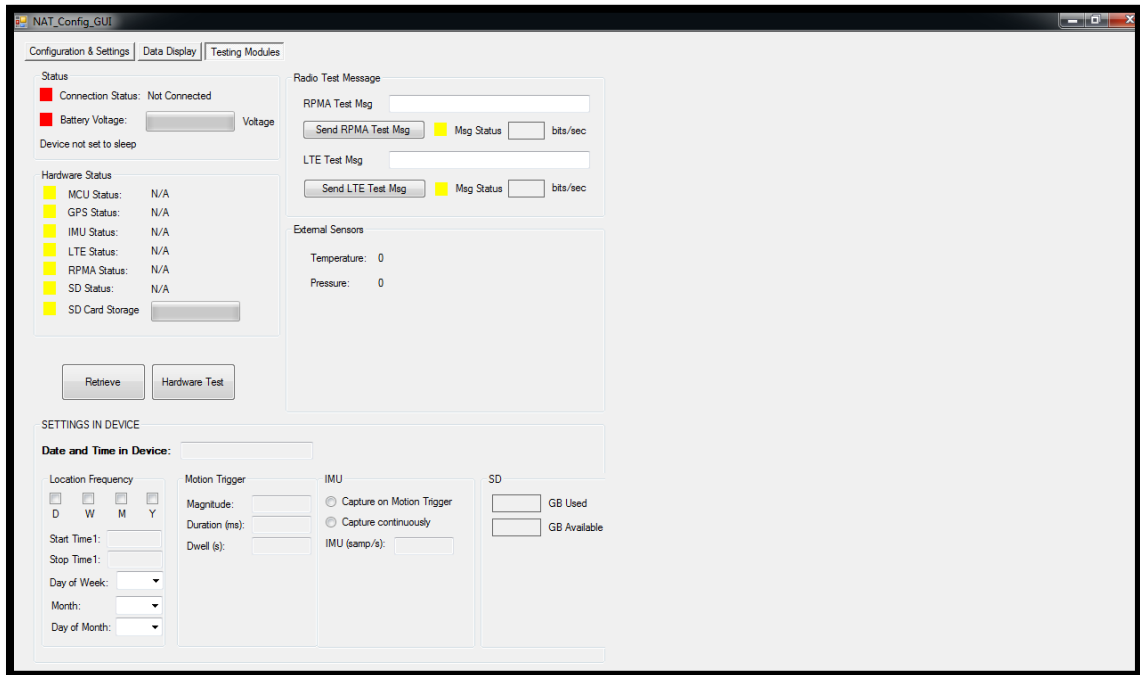 NAT_Config_GUI
Configuration & Settings Data Display Testing Modules
Status
Connection Status: Not Connected
Battery Voltage: Voltage
Device not set to sleep
Hardware Status
MCU Status: N/A
GPS Status: N/A
IMU Status: N/A
LTE Status: N/A
RPMA Status: N/A
SD Status: N/A
SD Card Storage
Retrieve Hardware Test
Radio Test Message
RPMA Test Msg
Send RPMA Test Msg Msg Status bits/sec
LTE Test Msg
Send LTE Test Msg Msg Status bits/sec
External Sensors
Temperature: 0
Pressure: 0
SETTINGS IN DEVICE
Date and Time in Device:
Location Frequency
D W M Y
Start Time1:
Stop Time1:
Day of Week:
Month:
Day of Month:
Motion Trigger
Magnitude:
Duration (ms):
Dwell (s):
IMU
Capture on Motion Trigger
Capture continuously
IMU (samp/s):
SD
GB Used
GB Available